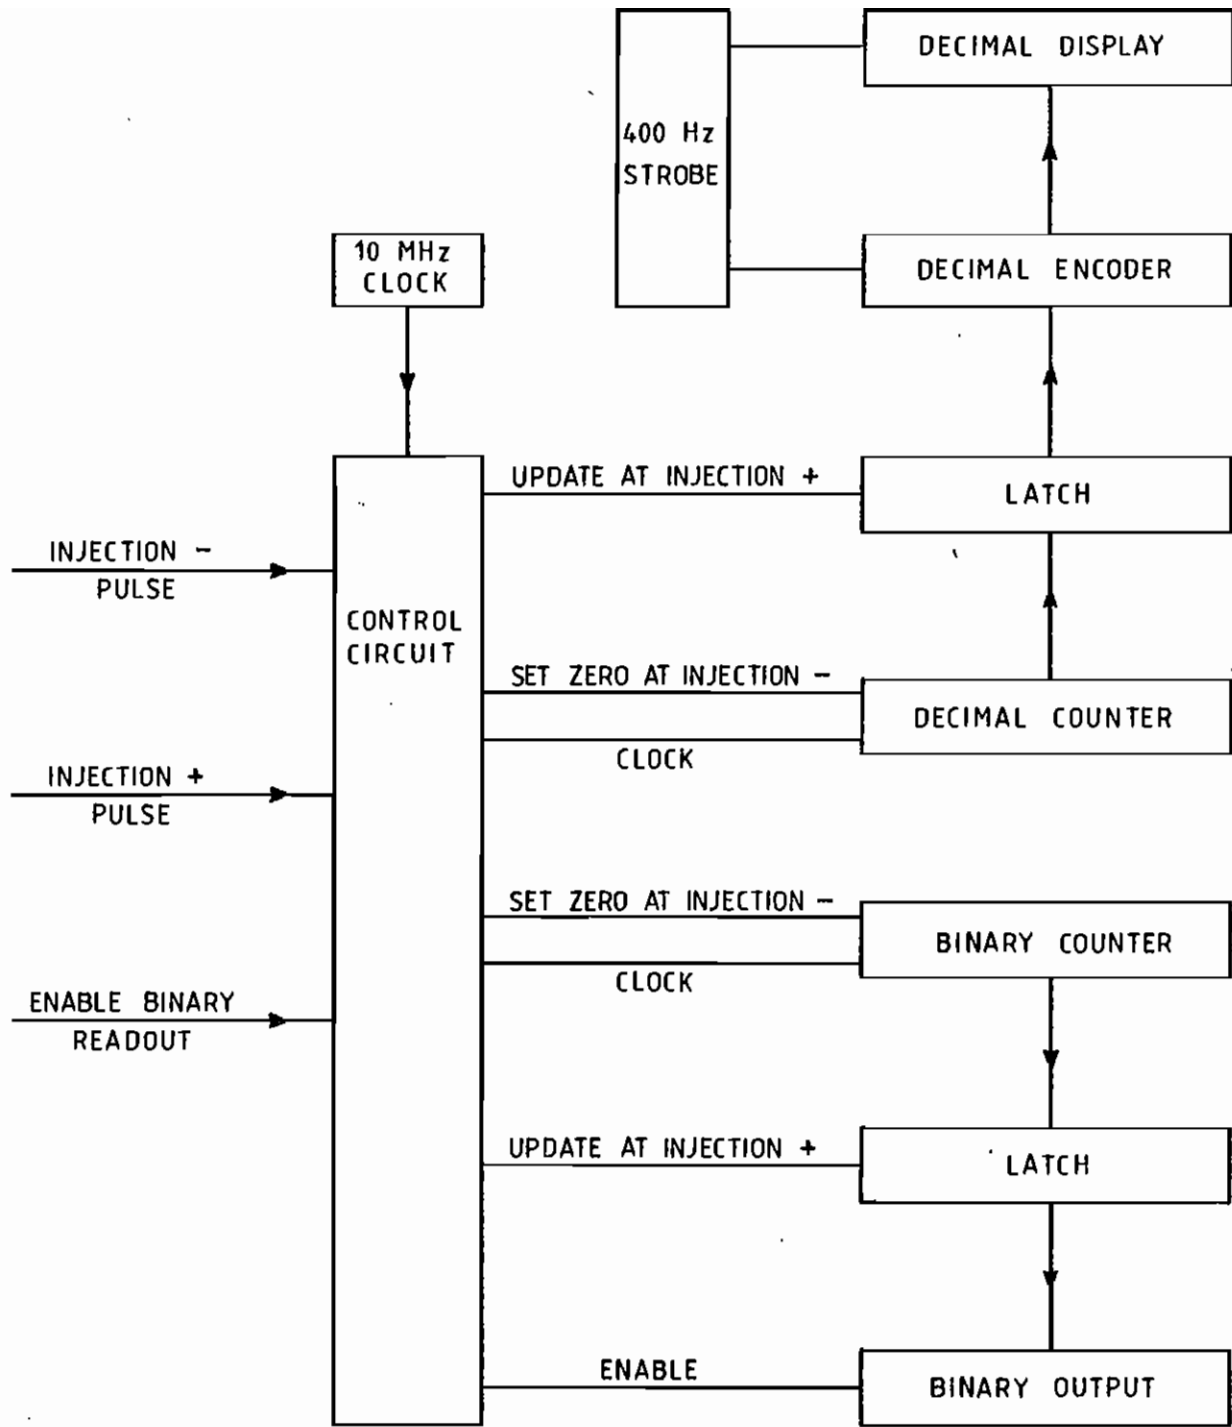 DECIMAL DISPLAY
400 Hz
STROBE
10 MHz
CLOCK
DECIMAL ENCODER
UPDATE AT INJECTION +
LATCH
INJECTION -
PULSE
CONTROL
CIRCUIT
SET ZERO AT INJECTION -
DECIMAL COUNTER
CLOCK
INJECTION +
PULSE
SET ZERO AT INJECTION -
BINARY COUNTER
CLOCK
ENABLE BINARY
READOUT
UPDATE AT INJECTION +
LATCH
ENABLE
BINARY OUTPUT